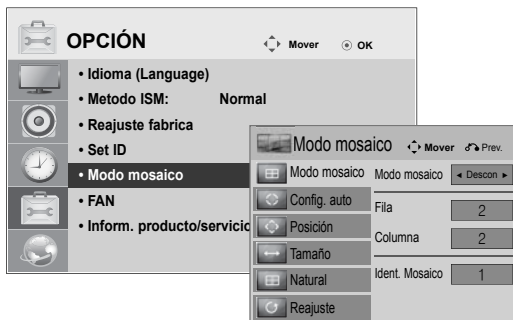 OPCIÓN Mover OK
• Idioma (Language)
• Metodo ISM: Normal
• Reajuste fabrica
• Set ID
• Modo mosaico
• FAN
• Inform. producto/servicio
Modo mosaico Mover Prev.
Modo mosaico Modo mosaico ◄ Descon ►
Config. auto Fila 2
Posición Columna 2
Tamaño
Natural Ident. Mosaico 1
Reajuste